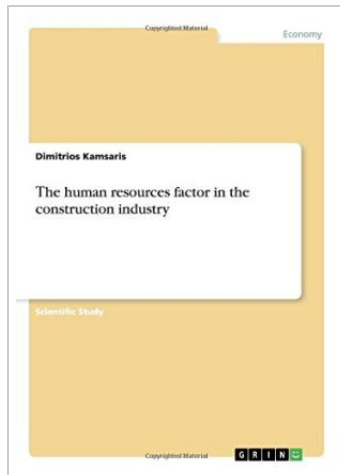 Copyrighted Material
Economy
Dimitrios Kamsaris
The human resources factor in the
construction industry
Scientific Study
Copyrighted Material
GRIN